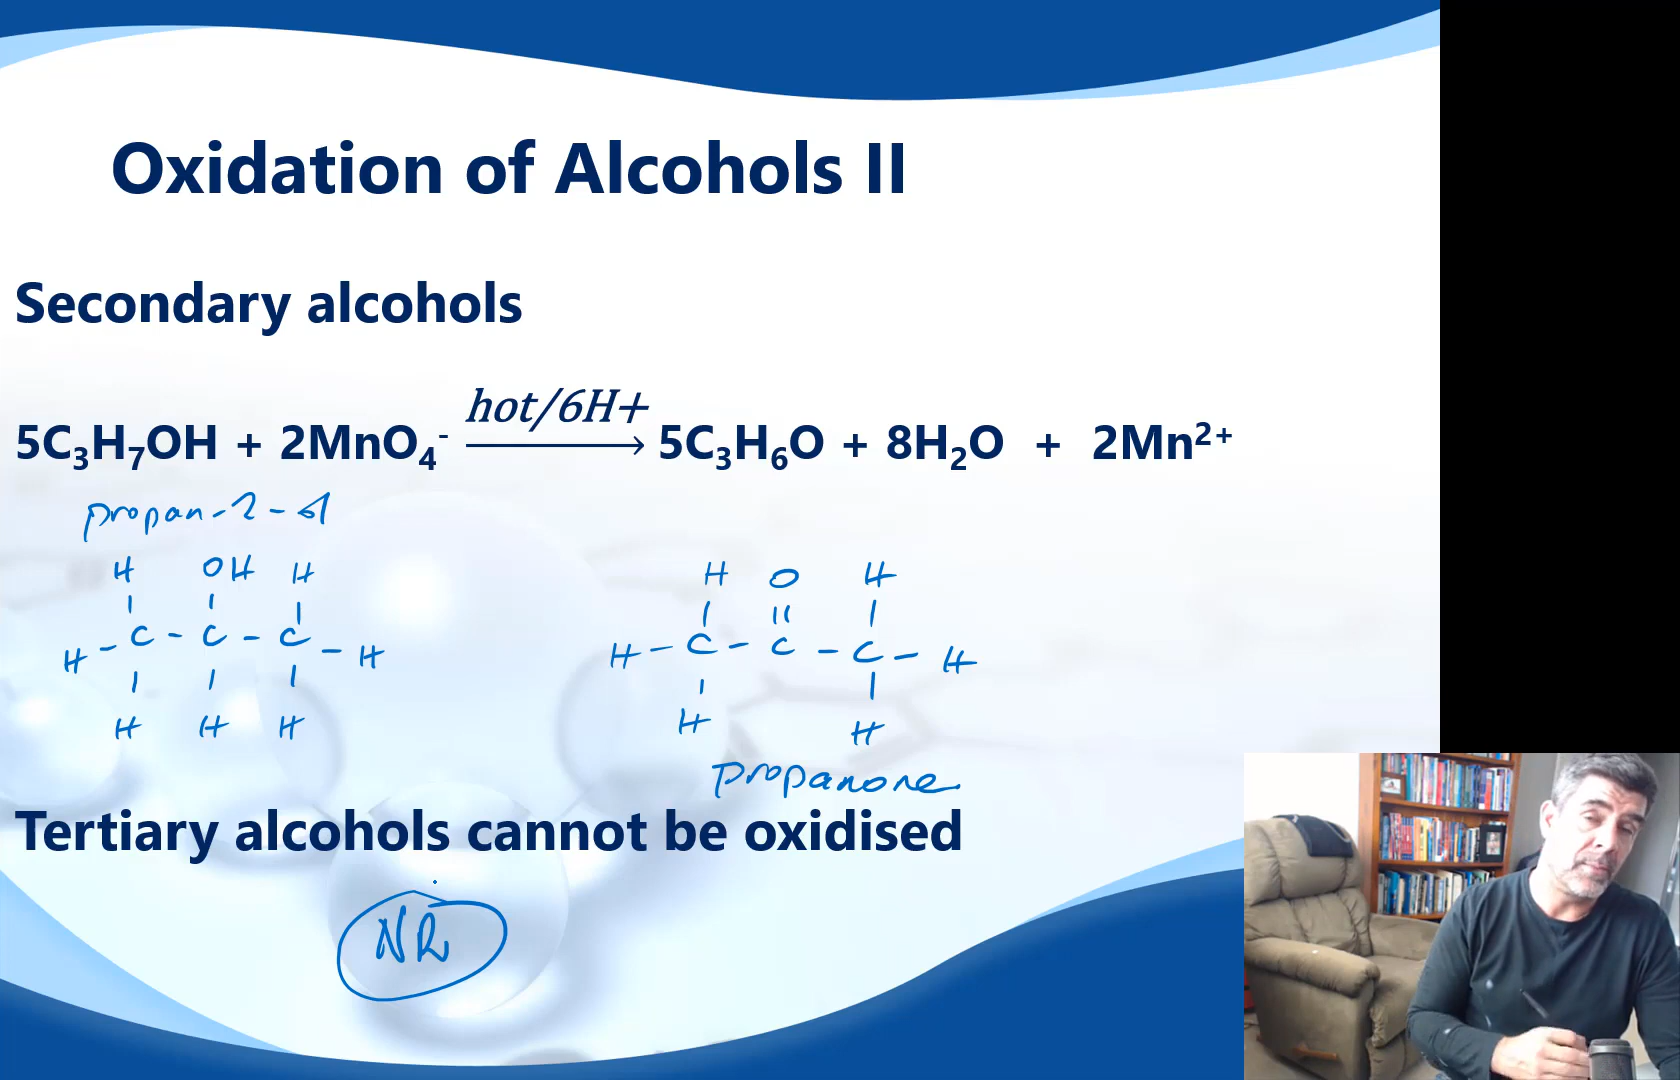 Oxidation of Alcohols II
Secondary alcohols
hot/6H+
5C₃H₇OH + 2MnO₄⁻ ⟶ 5C₃H₆O + 8H₂O + 2Mn²⁺
propan-2-ol
H OH H
C - C - C
H - - H
H H H
H O H
H - C - C - C - H
H H
propanone
Tertiary alcohols cannot be oxidised
NR